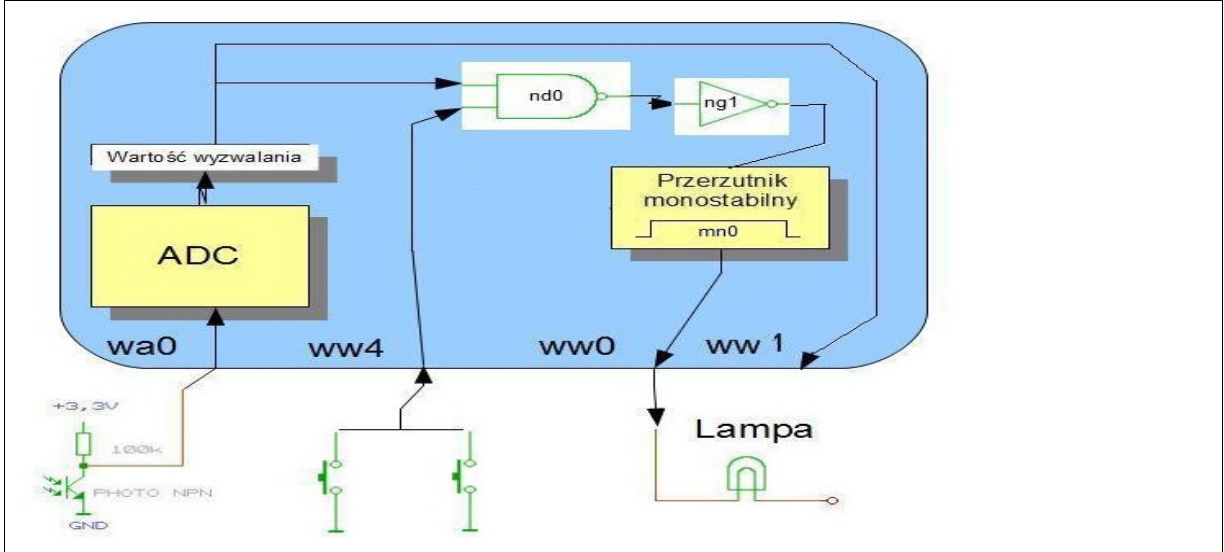 nd0
ng1
Wartość wyzwalania
Przerzutnik
monostabilny
mn0
ADC
wa0
ww4
ww0
ww 1
+3,3V
100k
PHOTO NPN
GND
Lampa